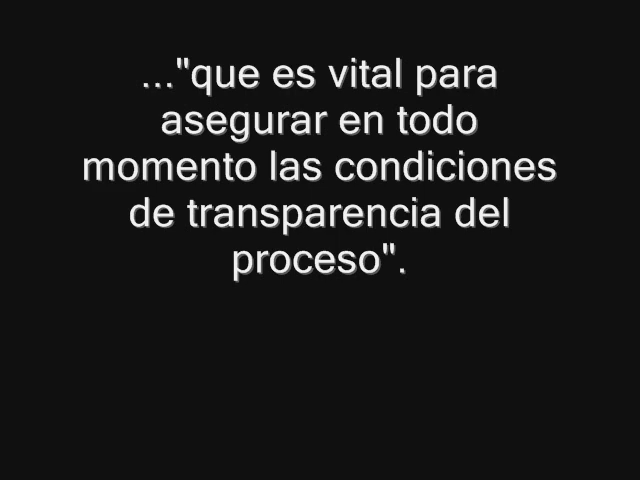 ..."que es vital para
asegurar en todo
momento las condiciones
de transparencia del
proceso".